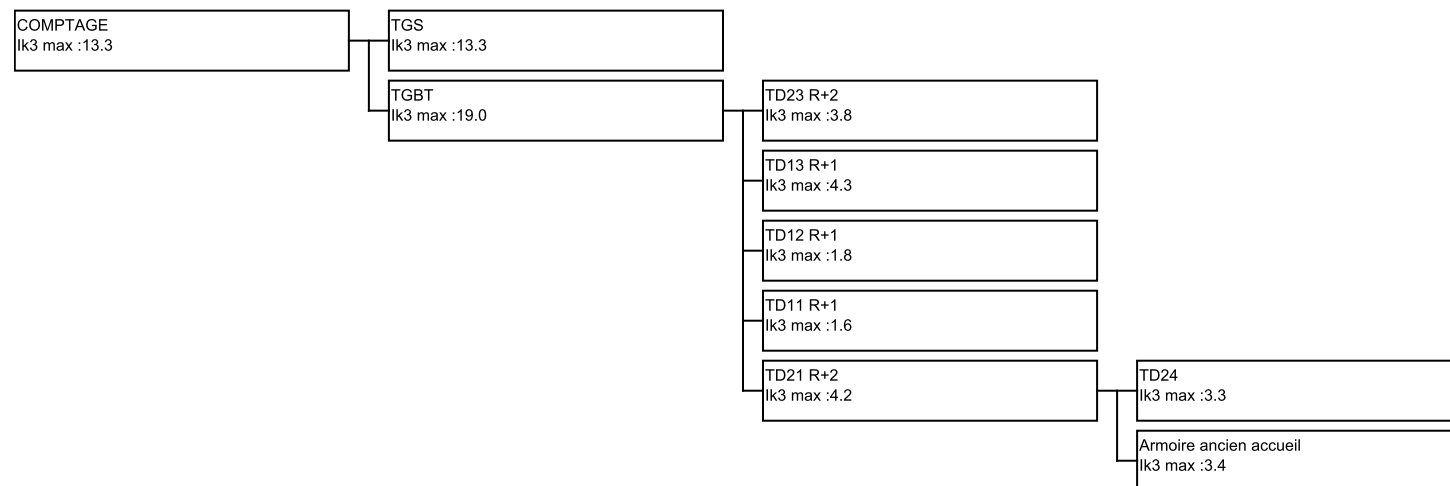 COMPTAGE
Ik3 max :13.3
TGS
Ik3 max :13.3
TGBT
Ik3 max :19.0
TD23 R+2
Ik3 max :3.8
TD13 R+1
Ik3 max :4.3
TD12 R+1
Ik3 max :1.8
TD11 R+1
Ik3 max :1.6
TD21 R+2
Ik3 max :4.2
TD24
Ik3 max :3.3
Armoire ancien accueil
Ik3 max :3.4